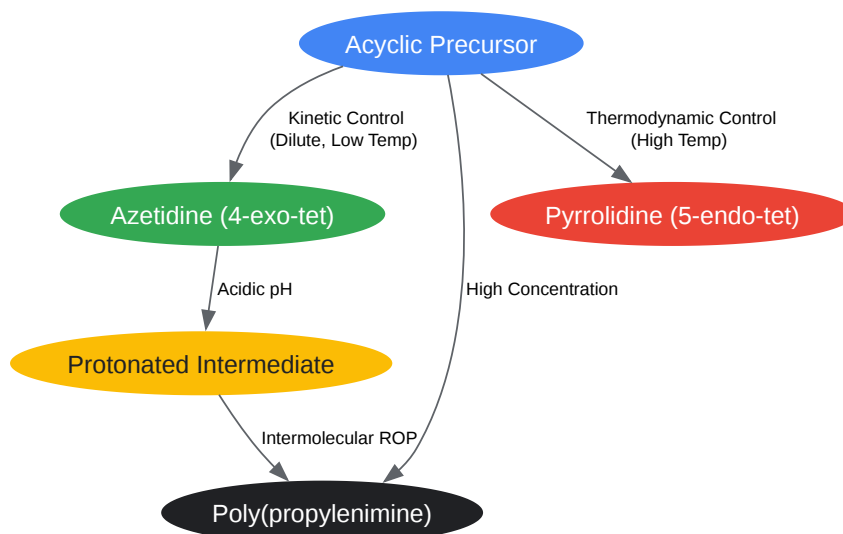 Acyclic Precursor
Kinetic Control
(Dilute, Low Temp)
Thermodynamic Control
(High Temp)
Azetidine (4-exo-tet)
Pyrrolidine (5-endo-tet)
Acidic pH
High Concentration
Protonated Intermediate
Intermolecular ROP
Poly(propylenimine)